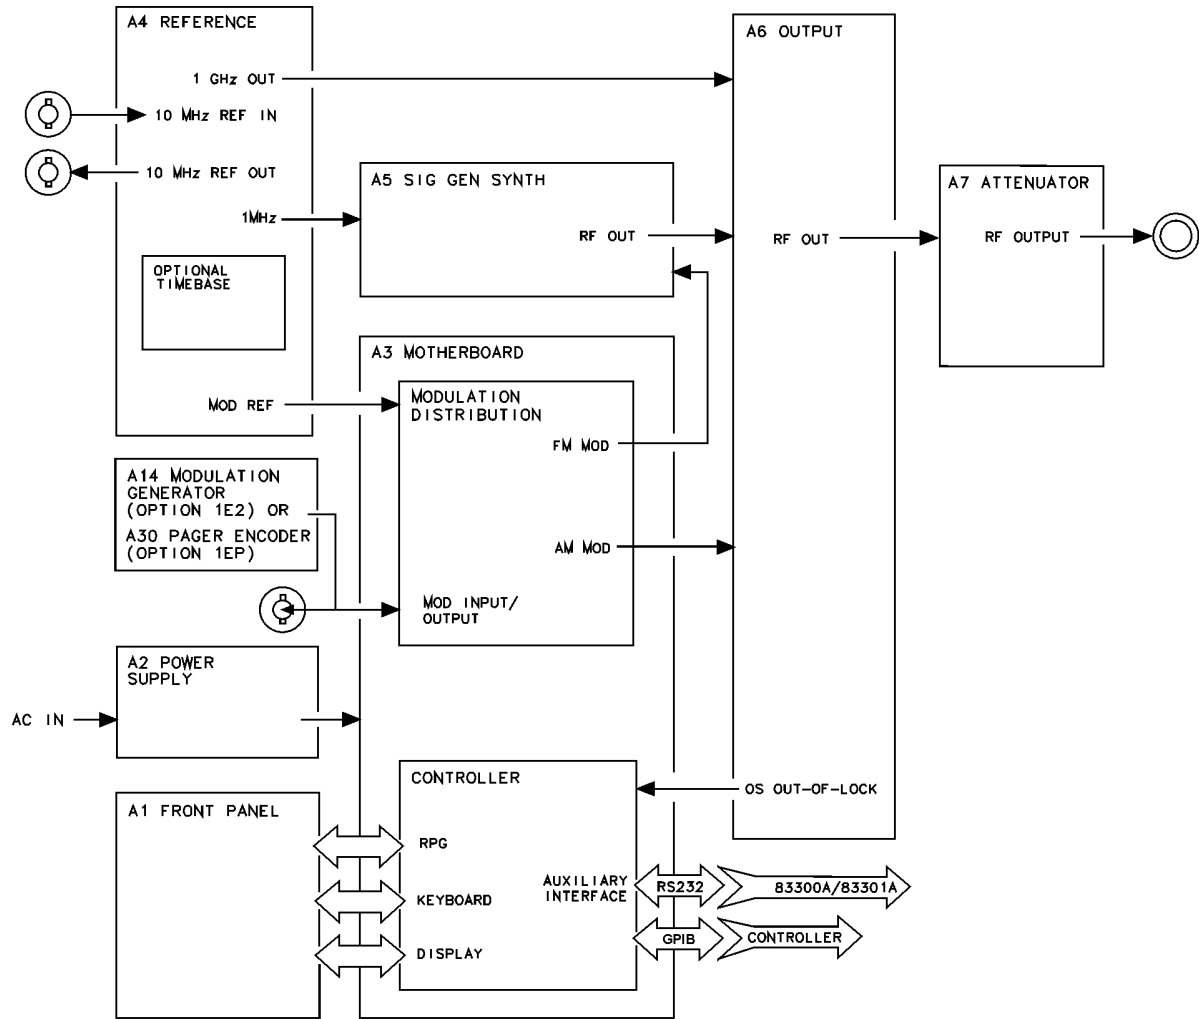 A4 REFERENCE
1 GHz OUT
10 MHz REF IN
10 MHz REF OUT
1MHz
OPTIONAL
TIMEBASE
MOD REF
A5 SIG GEN SYNTH
RF OUT
A6 OUTPUT
RF OUT
A7 ATTENUATOR
RF OUTPUT
A3 MOTHERBOARD
MODULATION
DISTRIBUTION
FM MOD
AM MOD
MOD INPUT/
OUTPUT
A14 MODULATION
GENERATOR
(OPTION 1E2) OR
A30 PAGER ENCODER
(OPTION 1EP)
A2 POWER
SUPPLY
AC IN
A1 FRONT PANEL
CONTROLLER
RPG
KEYBOARD
DISPLAY
AUXILIARY
INTERFACE
OS OUT-OF-LOCK
RS232
83300A/83301A
GPIB
CONTROLLER